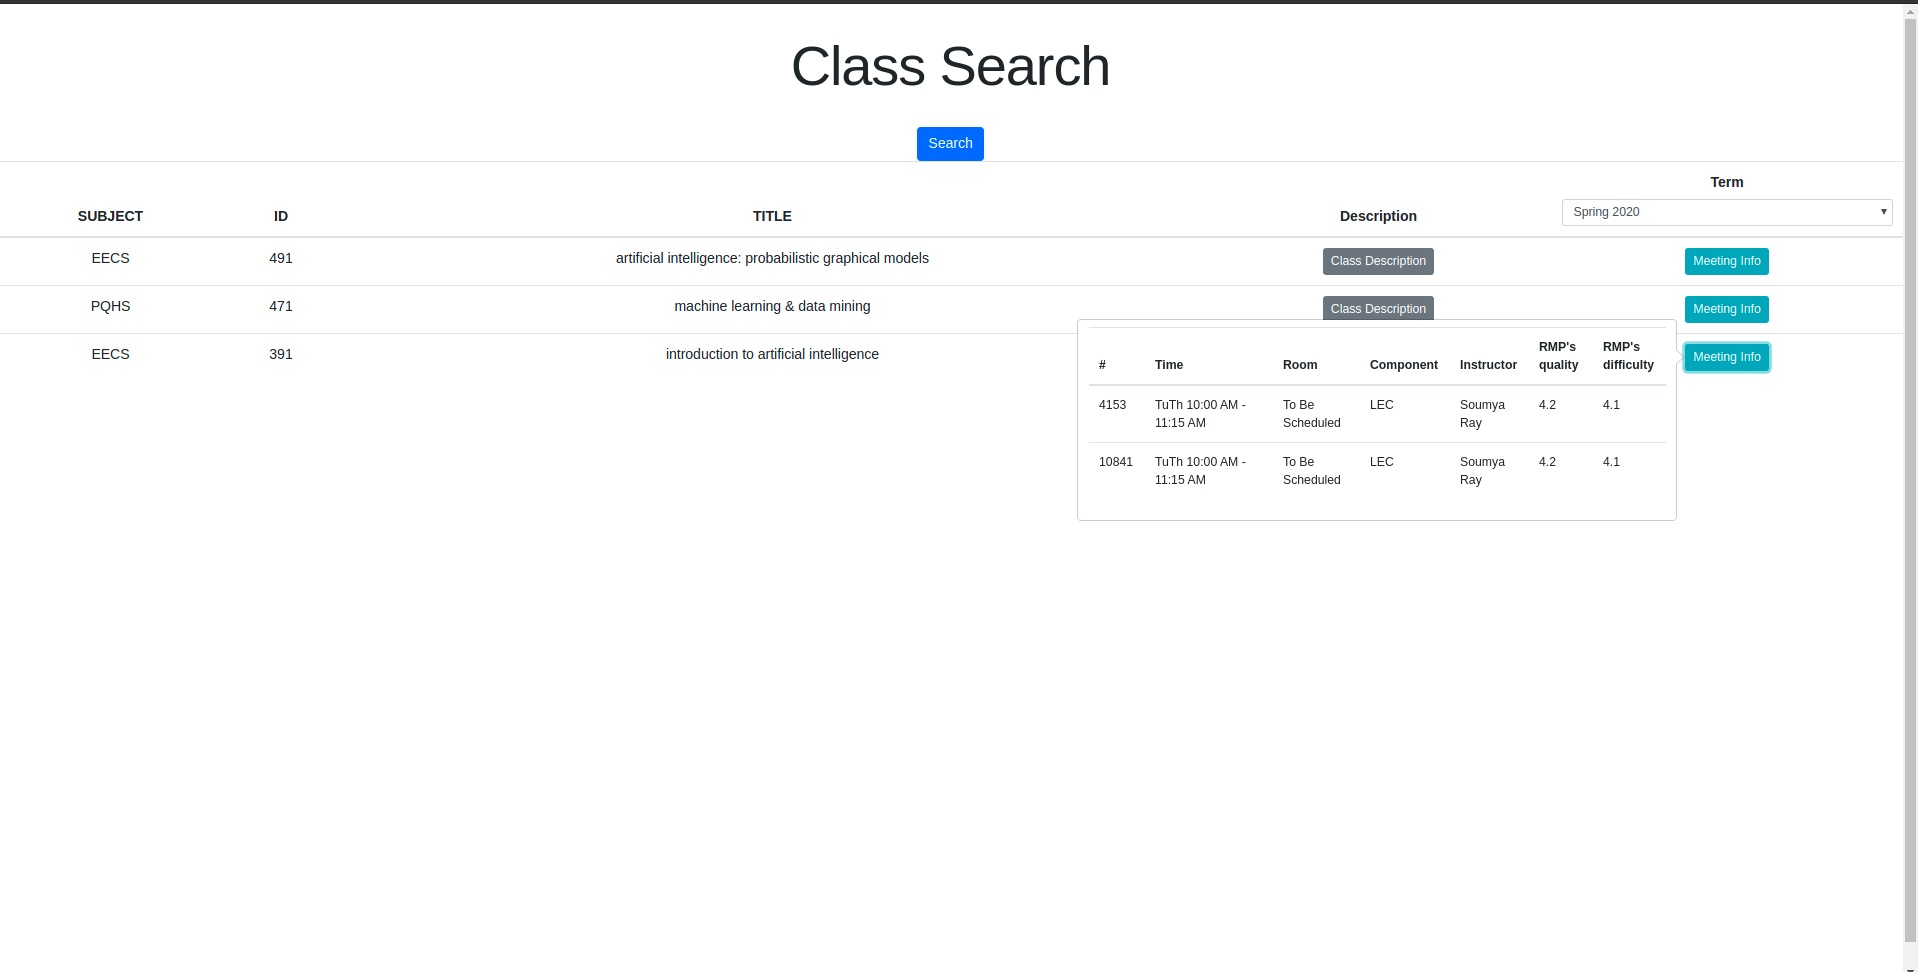 Class Search
Search
Term
SUBJECT ID TITLE Description Spring 2020
EECS 491 artificial intelligence: probabilistic graphical models Class Description Meeting Info
PQHS 471 machine learning & data mining Class Description Meeting Info
EECS 391 introduction to artificial intelligence Meeting Info
RMP's RMP's
# Time Room Component Instructor quality difficulty
4153 TuTh 10:00 AM - To Be LEC Soumya 4.2 4.1
11:15 AM Scheduled Ray
10841 TuTh 10:00 AM - To Be LEC Soumya 4.2 4.1
11:15 AM Scheduled Ray